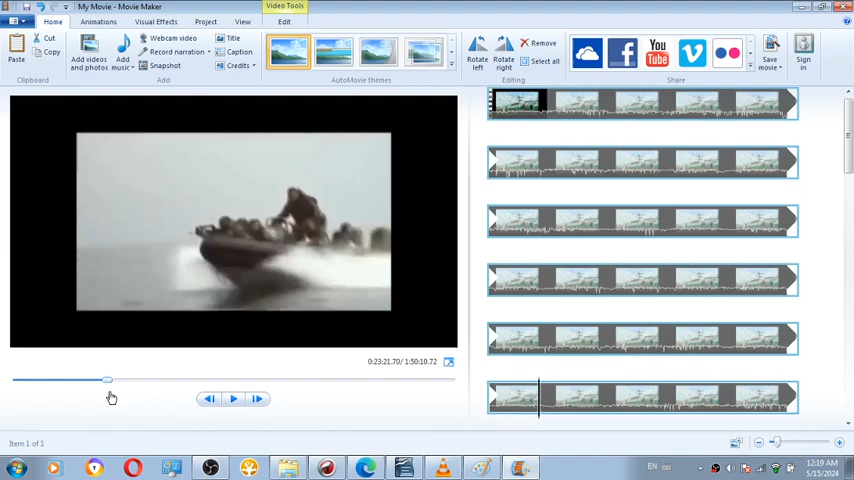 My Movie - Movie Maker
Video Tools
Home
Animations
Visual Effects
Project
View
Edit
Paste
Cut
Copy
Clipboard
Add videos
and photos
Add
music
Webcam video
Record narration
Snapshot
Title
Caption
Credits
Add
AutoMovie themes
Rotate
left
Rotate
right
Remove
Select all
Editing
You
Tube
Share
Save
movie
Sign
in
0:23:21.70/ 1:50:10.72
Item 1 of 1
EN
12:19 AM
5/15/2024